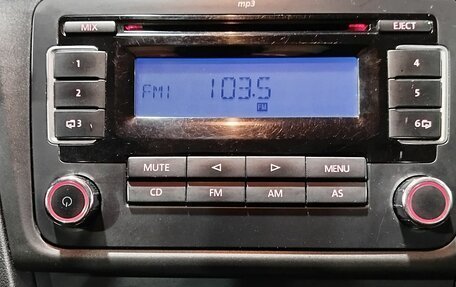 mp3
MIX EJECT
1 4
FM1 103.5
2 5
FM
3 6
MUTE MENU
CD FM AM AS